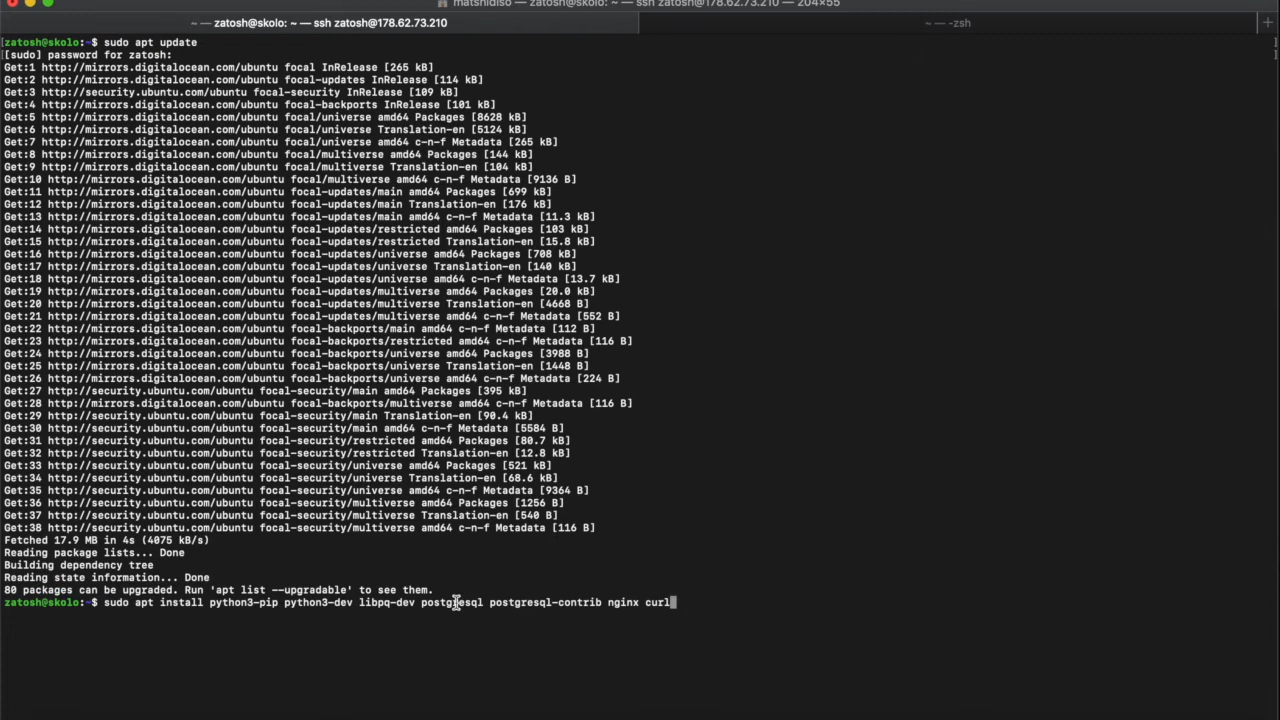 matshidiso — zatosh@skolo: ~ — ssh zatosh@178.62.73.210 — 204×55
~ — zatosh@skolo: ~ — ssh zatosh@178.62.73.210
~ — -zsh
[zatosh@skolo:~$ sudo apt update
[[sudo] password for zatosh:
Get:1 http://mirrors.digitalocean.com/ubuntu focal InRelease [265 kB]
Get:2 http://mirrors.digitalocean.com/ubuntu focal-updates InRelease [114 kB]
Get:3 http://security.ubuntu.com/ubuntu focal-security InRelease [109 kB]
Get:4 http://mirrors.digitalocean.com/ubuntu focal-backports InRelease [101 kB]
Get:5 http://mirrors.digitalocean.com/ubuntu focal/universe amd64 Packages [8628 kB]
Get:6 http://mirrors.digitalocean.com/ubuntu focal/universe Translation-en [5124 kB]
Get:7 http://mirrors.digitalocean.com/ubuntu focal/universe amd64 c-n-f Metadata [265 kB]
Get:8 http://mirrors.digitalocean.com/ubuntu focal/multiverse amd64 Packages [144 kB]
Get:9 http://mirrors.digitalocean.com/ubuntu focal/multiverse Translation-en [104 kB]
Get:10 http://mirrors.digitalocean.com/ubuntu focal/multiverse amd64 c-n-f Metadata [9136 B]
Get:11 http://mirrors.digitalocean.com/ubuntu focal-updates/main amd64 Packages [699 kB]
Get:12 http://mirrors.digitalocean.com/ubuntu focal-updates/main Translation-en [176 kB]
Get:13 http://mirrors.digitalocean.com/ubuntu focal-updates/main amd64 c-n-f Metadata [11.3 kB]
Get:14 http://mirrors.digitalocean.com/ubuntu focal-updates/restricted amd64 Packages [103 kB]
Get:15 http://mirrors.digitalocean.com/ubuntu focal-updates/restricted Translation-en [15.8 kB]
Get:16 http://mirrors.digitalocean.com/ubuntu focal-updates/universe amd64 Packages [708 kB]
Get:17 http://mirrors.digitalocean.com/ubuntu focal-updates/universe Translation-en [140 kB]
Get:18 http://mirrors.digitalocean.com/ubuntu focal-updates/universe amd64 c-n-f Metadata [13.7 kB]
Get:19 http://mirrors.digitalocean.com/ubuntu focal-updates/multiverse amd64 Packages [20.0 kB]
Get:20 http://mirrors.digitalocean.com/ubuntu focal-updates/multiverse Translation-en [4668 B]
Get:21 http://mirrors.digitalocean.com/ubuntu focal-updates/multiverse amd64 c-n-f Metadata [552 B]
Get:22 http://mirrors.digitalocean.com/ubuntu focal-backports/main amd64 c-n-f Metadata [112 B]
Get:23 http://mirrors.digitalocean.com/ubuntu focal-backports/restricted amd64 c-n-f Metadata [116 B]
Get:24 http://mirrors.digitalocean.com/ubuntu focal-backports/universe amd64 Packages [3988 B]
Get:25 http://mirrors.digitalocean.com/ubuntu focal-backports/universe Translation-en [1448 B]
Get:26 http://mirrors.digitalocean.com/ubuntu focal-backports/universe amd64 c-n-f Metadata [224 B]
Get:27 http://security.ubuntu.com/ubuntu focal-security/main amd64 Packages [395 kB]
Get:28 http://mirrors.digitalocean.com/ubuntu focal-backports/multiverse amd64 c-n-f Metadata [116 B]
Get:29 http://security.ubuntu.com/ubuntu focal-security/main Translation-en [90.4 kB]
Get:30 http://security.ubuntu.com/ubuntu focal-security/main amd64 c-n-f Metadata [5584 B]
Get:31 http://security.ubuntu.com/ubuntu focal-security/restricted amd64 Packages [80.7 kB]
Get:32 http://security.ubuntu.com/ubuntu focal-security/restricted Translation-en [12.8 kB]
Get:33 http://security.ubuntu.com/ubuntu focal-security/universe amd64 Packages [521 kB]
Get:34 http://security.ubuntu.com/ubuntu focal-security/universe Translation-en [68.6 kB]
Get:35 http://security.ubuntu.com/ubuntu focal-security/universe amd64 c-n-f Metadata [9364 B]
Get:36 http://security.ubuntu.com/ubuntu focal-security/multiverse amd64 Packages [1256 B]
Get:37 http://security.ubuntu.com/ubuntu focal-security/multiverse Translation-en [540 B]
Get:38 http://security.ubuntu.com/ubuntu focal-security/multiverse amd64 c-n-f Metadata [116 B]
Fetched 17.9 MB in 4s (4075 kB/s)
Reading package lists... Done
Building dependency tree
Reading state information... Done
80 packages can be upgraded. Run 'apt list --upgradable' to see them.
zatosh@skolo:~$ sudo apt install python3-pip python3-dev libpq-dev postgresql postgresql-contrib nginx curl